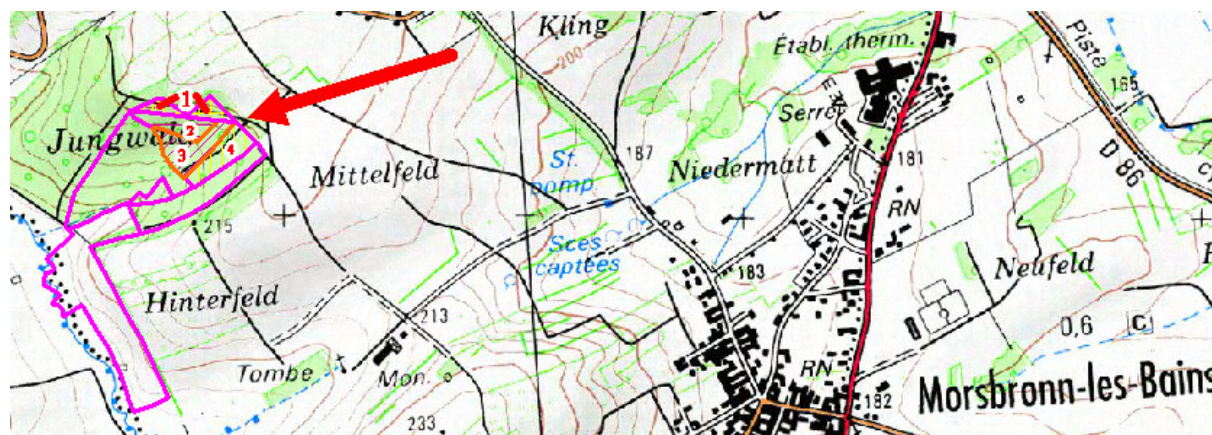 Kling
200
Établ. therm.
Piste
165
1
2
3
4
Jungwald
Serre
187
Niedermatt
181
D 86
Mittelfeld
St.
pomp.
215
RN
Sces
captées
183
Neufeld
Hinterfeld
213
0,6
C
Tombe
Mon.
RN
Morsbronn-les-Bains
182
233